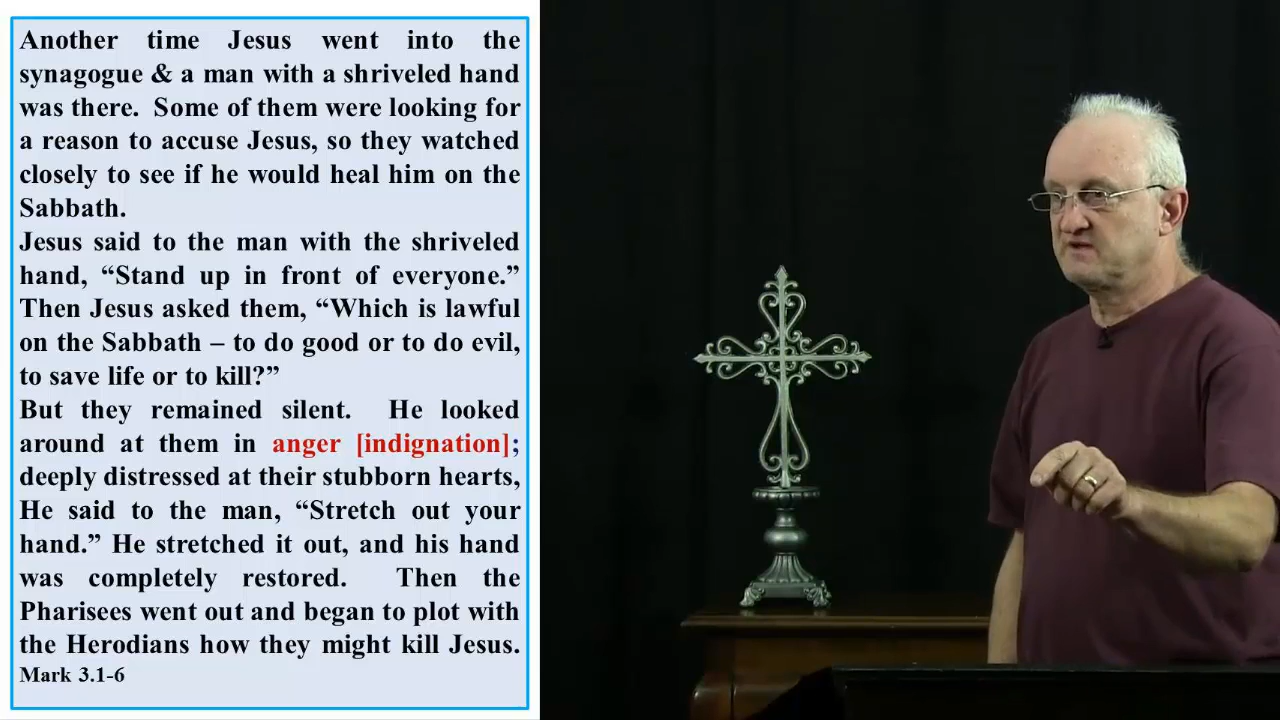 Another time Jesus went into the
synagogue & a man with a shriveled hand
was there. Some of them were looking for
a reason to accuse Jesus, so they watched
closely to see if he would heal him on the
Sabbath.
Jesus said to the man with the shriveled
hand, “Stand up in front of everyone.”
Then Jesus asked them, “Which is lawful
on the Sabbath – to do good or to do evil,
to save life or to kill?”
But they remained silent. He looked
around at them in anger [indignation];
deeply distressed at their stubborn hearts,
He said to the man, “Stretch out your
hand.” He stretched it out, and his hand
was completely restored. Then the
Pharisees went out and began to plot with
the Herodians how they might kill Jesus.
Mark 3.1-6